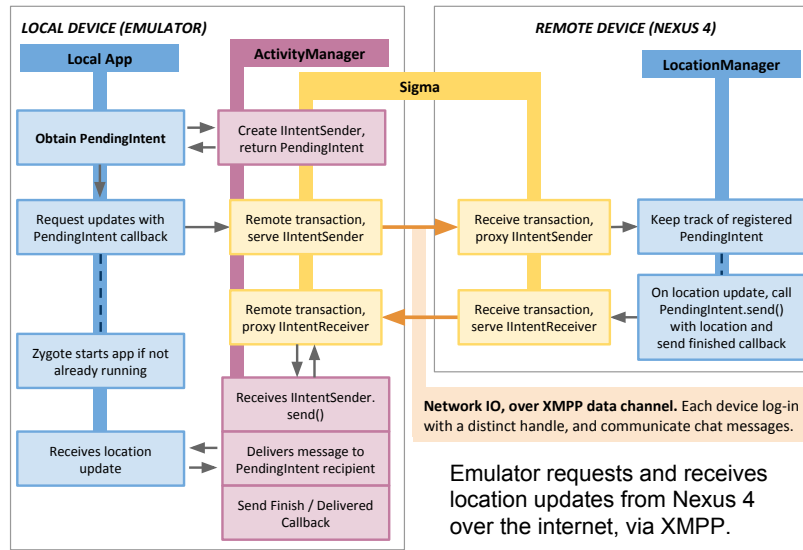 LOCAL DEVICE (EMULATOR)
REMOTE DEVICE (NEXUS 4)
Local App
ActivityManager
LocationManager
Sigma
Obtain PendingIntent
Create IIntentSender,
return PendingIntent
Request updates with
PendingIntent callback
Remote transaction,
serve IIntentSender
Receive transaction,
proxy IIntentSender
Keep track of registered
PendingIntent
Remote transaction,
proxy IIntentReceiver
Receive transaction,
serve IIntentReceiver
On location update, call
PendingIntent.send()
with location and
send finished callback
Zygote starts app if not
already running
Receives IIntentSender.
send()
Network IO, over XMPP data channel. Each device log-in
with a distinct handle, and communicate chat messages.
Receives location
update
Delivers message to
PendingIntent recipient
Send Finish / Delivered
Callback
Emulator requests and receives
location updates from Nexus 4
over the internet, via XMPP.